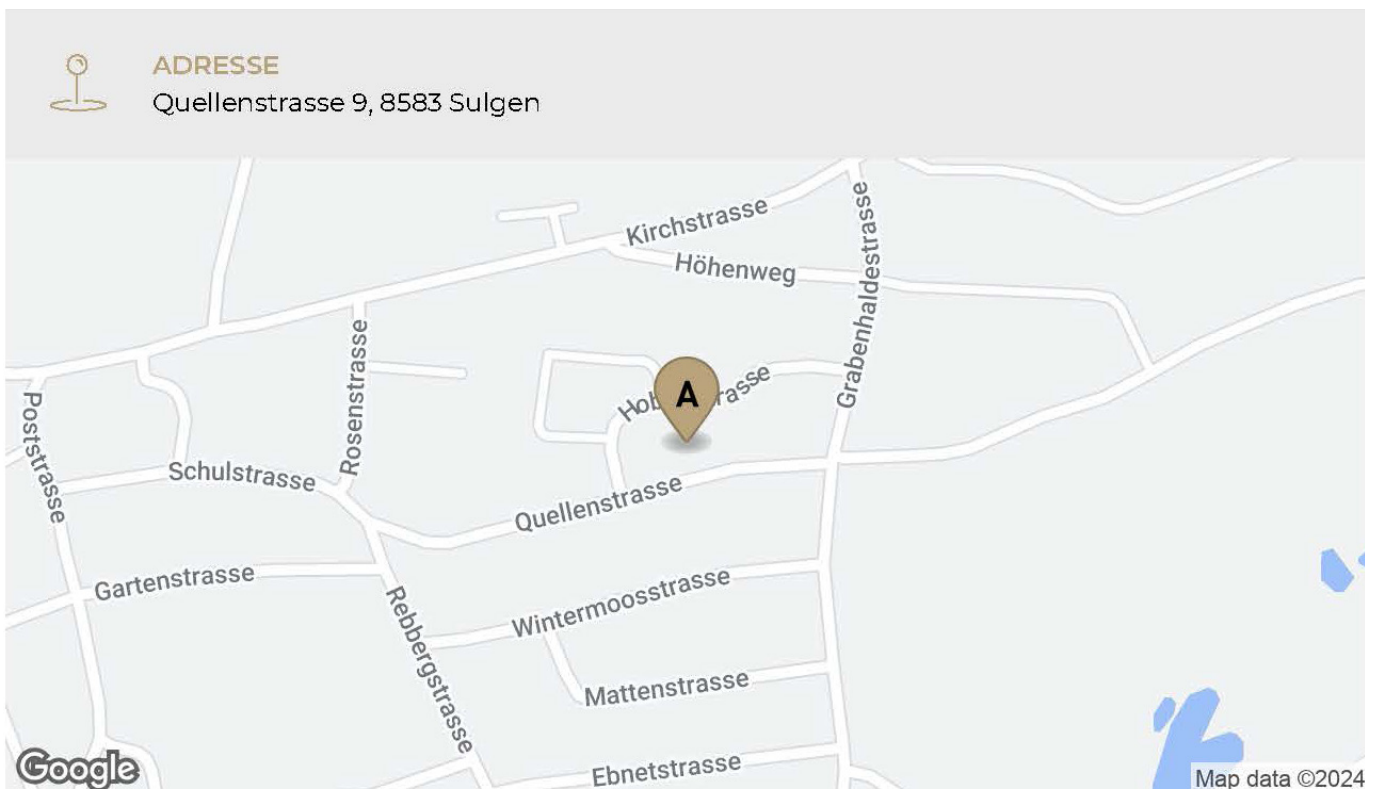 ADRESSE
Quellenstrasse 9, 8583 Sulgen
Kirchstrasse
Höhenweg
Grabenhaldestrasse
Rosenstrasse
A
Poststrasse
Schulstrasse
Quellenstrasse
Gartenstrasse
Wintermoosstrasse
Rebbergstrasse
Mattenstrasse
Ebnetstrasse
Google
Map data ©2024